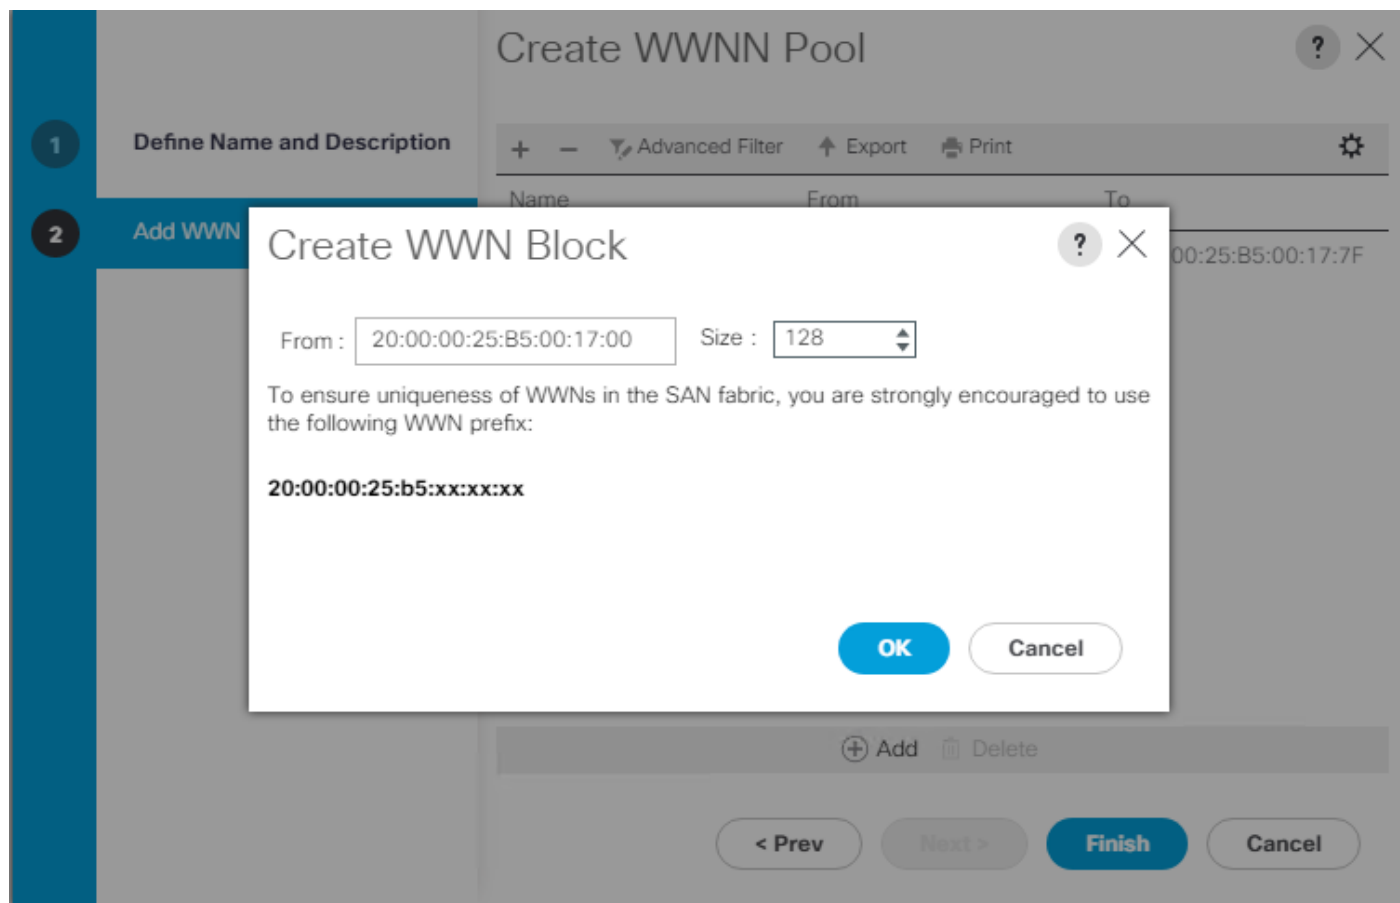 Create WWNN Pool
?
1
Define Name and Description
+ − Advanced Filter Export Print
Name From To
2
Add WWN
00:25:B5:00:17:7F
Create WWN Block
?
From : 20:00:00:25:B5:00:17:00 Size : 128
To ensure uniqueness of WWNs in the SAN fabric, you are strongly encouraged to use
the following WWN prefix:
20:00:00:25:b5:xx:xx:xx
OK Cancel
Add Delete
< Prev Next > Finish Cancel